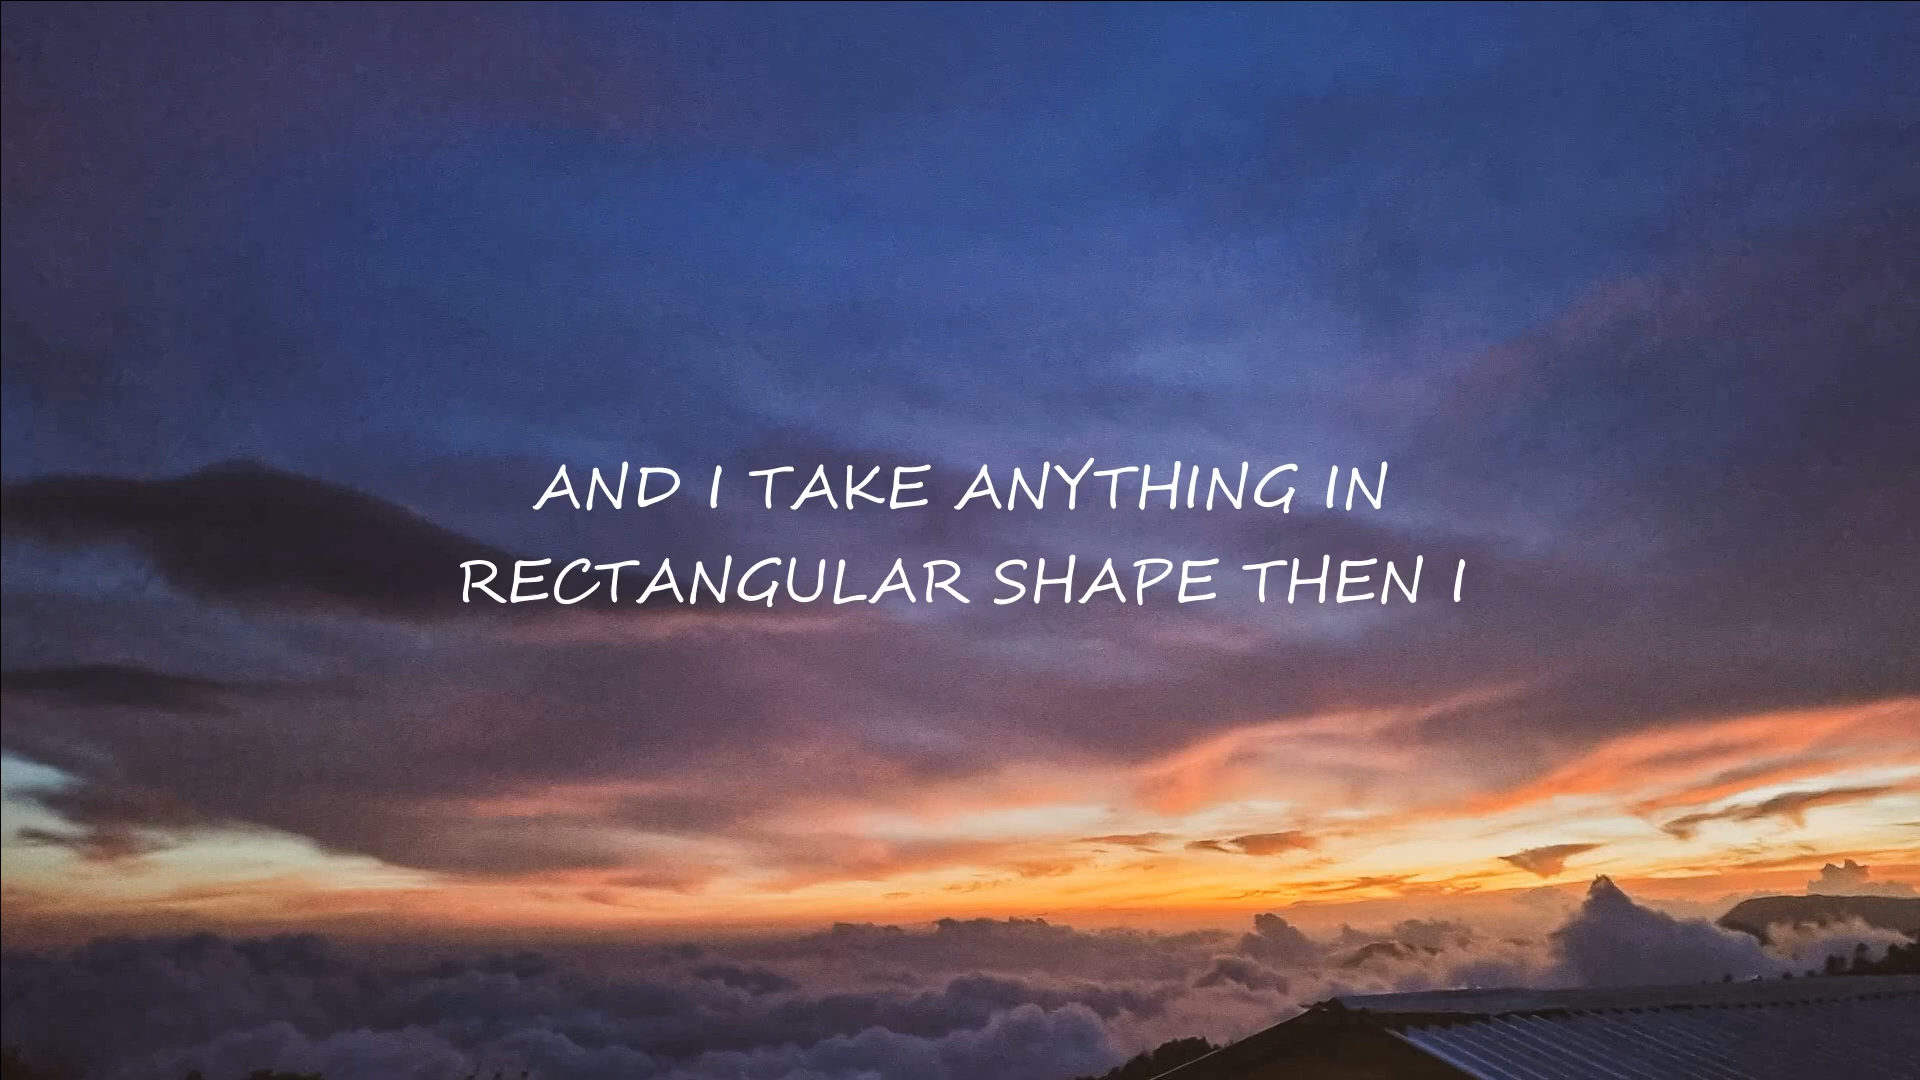 AND I TAKE ANYTHING IN
RECTANGULAR SHAPE THEN I